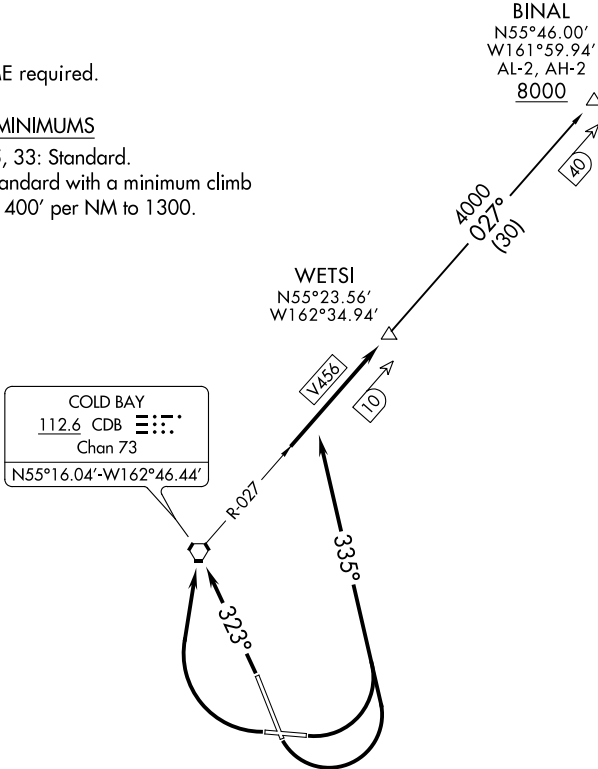 BINAL
N55°46.00'
W161°59.94'
AL-2, AH-2
8000
E required.
MINIMUMS
, 33: Standard.
andard with a minimum climb
400' per NM to 1300.
40
4000
027°
(30)
WETSI
N55°23.56'
W162°34.94'
V456
10
COLD BAY
112.6 CDB
Chan 73
N55°16.04'-W162°46.44'
R-027
335°
323°